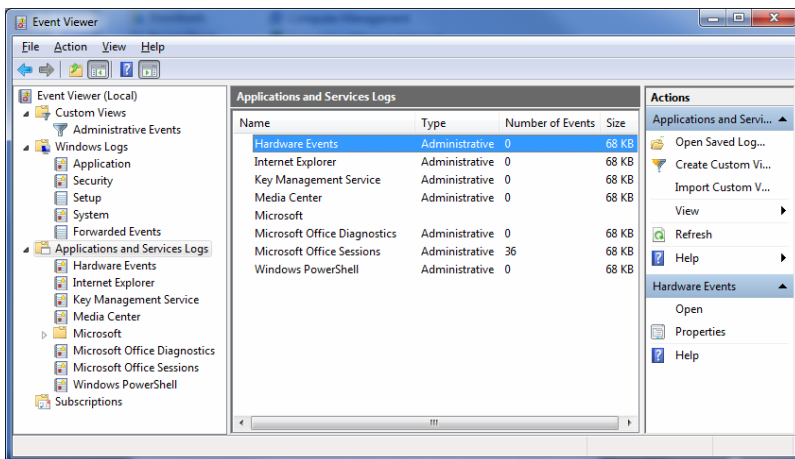 Event Viewer
File Action View Help
Event Viewer (Local)
Custom Views
Administrative Events
Windows Logs
Application
Security
Setup
System
Forwarded Events
Applications and Services Logs
Hardware Events
Internet Explorer
Key Management Service
Media Center
Microsoft
Microsoft Office Diagnostics
Microsoft Office Sessions
Windows PowerShell
Subscriptions
Applications and Services Logs
Name Type Number of Events Size
Hardware Events Administrative 0 68 KB
Internet Explorer Administrative 0 68 KB
Key Management Service Administrative 0 68 KB
Media Center Administrative 0 68 KB
Microsoft
Microsoft Office Diagnostics Administrative 0 68 KB
Microsoft Office Sessions Administrative 36 68 KB
Windows PowerShell Administrative 0 68 KB
Actions
Applications and Servi...
Open Saved Log...
Create Custom Vi...
Import Custom V...
View
Refresh
Help
Hardware Events
Open
Properties
Help